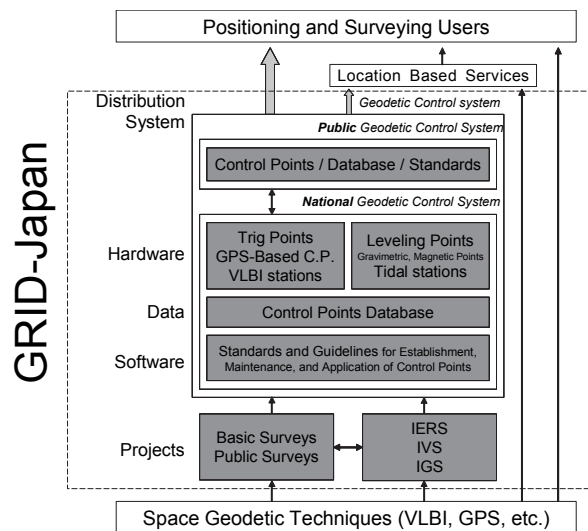 Positioning and Surveying Users
Location Based Services
Distribution
System
Geodetic Control system
Public Geodetic Control System
Control Points / Database / Standards
National Geodetic Control System
GRID-Japan
Hardware
Trig Points
GPS-Based C.P.
VLBI stations
Leveling Points
Gravimetric, Magnetic Points
Tidal stations
Data
Control Points Database
Software
Standards and Guidelines for Establishment,
Maintenance, and Application of Control Points
Projects
Basic Surveys
Public Surveys
IERS
IVS
IGS
Space Geodetic Techniques (VLBI, GPS, etc.)